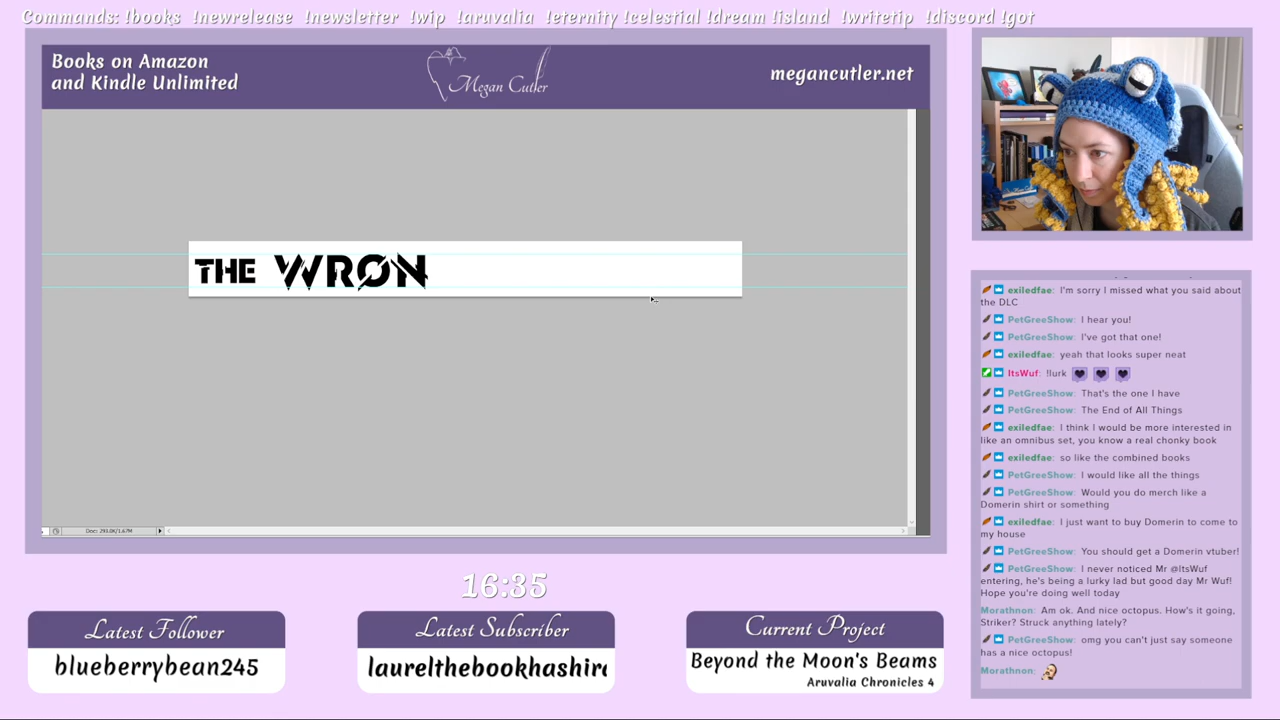 Commands: !books !newrelease !newsletter !wip !aruvalia !eternity !celestial !dream !island !writetip !discord !got
Books on Amazon
and Kindle Unlimited
Megan Cutler
megancutler.net
THE WRON
Doc: 293.0K/1.67M
16:35
Latest Follower
blueberrybean245
Latest Subscriber
laurelthebookhashira
Current Project
Beyond the Moon's Beams
Aruvalia Chronicles 4
exiledfae: I'm sorry I missed what you said about
the DLC
PetGreeShow: I hear you!
PetGreeShow: I've got that one!
exiledfae: yeah that looks super neat
ItsWuf: !lurk
PetGreeShow: That's the one I have
PetGreeShow: The End of All Things
exiledfae: I think I would be more interested in
like an omnibus set, you know a real chonky book
exiledfae: so like the combined books
PetGreeShow: I would like all the things
PetGreeShow: Would you do merch like a
Domerin shirt or something
exiledfae: I just want to buy Domerin to come to
my house
PetGreeShow: You should get a Domerin vtuber!
PetGreeShow: I never noticed Mr @ItsWuf
entering, he's being a lurky lad but good day Mr Wuf!
Hope you're doing well today
Morathnon: Am ok. And nice octopus. How's it going,
Striker? Struck anything lately?
PetGreeShow: omg you can't just say someone
has a nice octopus!
Morathnon: